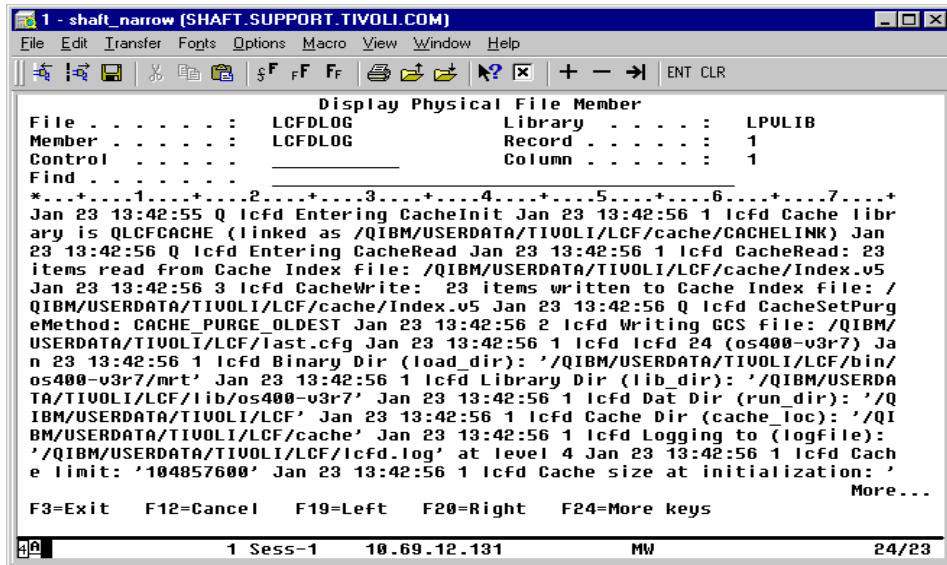 1 - shaft_narrow (SHAFT.SUPPORT.TIVOLI.COM)
File Edit Transfer Fonts Options Macro View Window Help
ENT CLR
Display Physical File Member
File . . . . . . : LCFDLOG Library . . . . : LPVLIB
Member . . . . . : LCFDLOG Record . . . . . : 1
Control . . . . . Column . . . . . : 1
Find . . . . . . .
*...+....1....+....2....+....3....+....4....+....5....+....6....+....7....+
Jan 23 13:42:55 Q lcfd Entering CacheInit Jan 23 13:42:56 1 lcfd Cache libr
ary is QLCFCACHE (linked as /QIBM/USERDATA/TIVOLI/LCF/cache/CACHELINK) Jan
23 13:42:56 Q lcfd Entering CacheRead Jan 23 13:42:56 1 lcfd CacheRead: 23
items read from Cache Index file: /QIBM/USERDATA/TIVOLI/LCF/cache/Index.v5
Jan 23 13:42:56 3 lcfd CacheWrite:  23 items written to Cache Index file: /
QIBM/USERDATA/TIVOLI/LCF/cache/Index.v5 Jan 23 13:42:56 Q lcfd CacheSetPurg
eMethod: CACHE_PURGE_OLDEST Jan 23 13:42:56 2 lcfd Writing GCS file: /QIBM/
USERDATA/TIVOLI/LCF/last.cfg Jan 23 13:42:56 1 lcfd lcfd 24 (os400-v3r7) Ja
n 23 13:42:56 1 lcfd Binary Dir (load_dir): '/QIBM/USERDATA/TIVOLI/LCF/bin/
os400-v3r7/mrt' Jan 23 13:42:56 1 lcfd Library Dir (lib_dir): '/QIBM/USERDA
TA/TIVOLI/LCF/lib/os400-v3r7' Jan 23 13:42:56 1 lcfd Dat Dir (run_dir): '/Q
IBM/USERDATA/TIVOLI/LCF' Jan 23 13:42:56 1 lcfd Cache Dir (cache_loc): '/QI
BM/USERDATA/TIVOLI/LCF/cache' Jan 23 13:42:56 1 lcfd Logging to (logfile):
'/QIBM/USERDATA/TIVOLI/LCF/lcfd.log' at level 4 Jan 23 13:42:56 1 lcfd Cach
e limit: '104857600' Jan 23 13:42:56 1 lcfd Cache size at initialization: '
More...
F3=Exit F12=Cancel F19=Left F20=Right F24=More keys
4A 1 Sess-1 10.69.12.131 MW 24/23